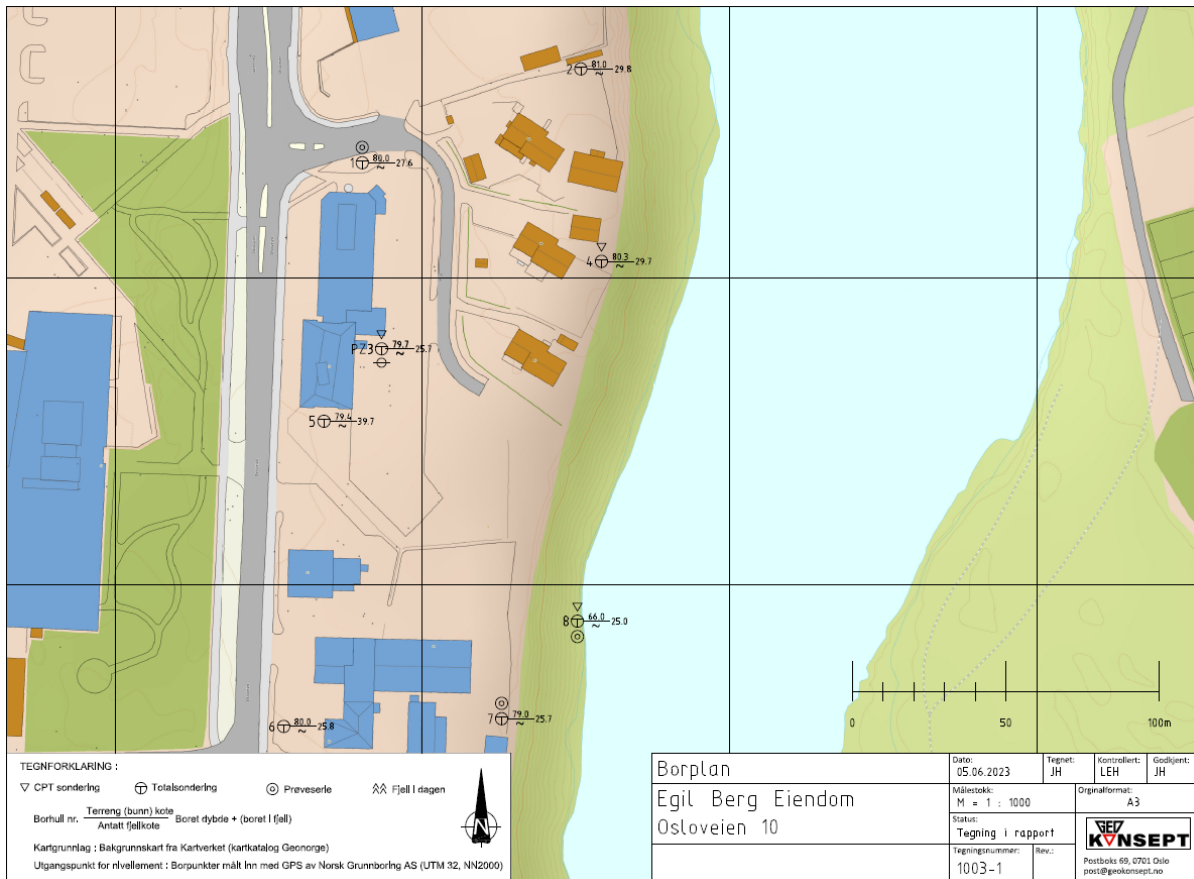 2 81.0 ~ 29.8
1 80.0 ~ 27.6
4 80.3 ~ 29.7
PZ3 79.7 ~ 25.7
5 79.4 ~ 39.7
8 66.0 ~ 25.0
7 79.0 ~ 25.7
6 80.0 ~ 25.8
0 50 100m
TEGNFORKLARING :
CPT sondering Totalsondering Prøveserie Fjell i dagen
Borhull nr. Terreng (bunn) kote Boret dybde + (boret i fjell)
Antatt fjellkote
Kartgrunnlag : Bakgrunnskart fra Kartverket (kartkatalog Geonorge)
Utgangspunkt for nivellement : Borpunkter målt inn med GPS av Norsk Grunnboring AS (UTM 32, NN2000)
N
Borplan
Egil Berg Eiendom
Osloveien 10
Dato:
05.06.2023
Tegnet:
JH
Kontrollert:
LEH
Godkjent:
JH
Målestokk:
M = 1 : 1000
Orginalformat:
A3
Status:
Tegning i rapport
Tegningsnummer:
1003-1
Rev.:
GEO
KONSEPT
Postboks 69, 0701 Oslo
post@geokonsept.no